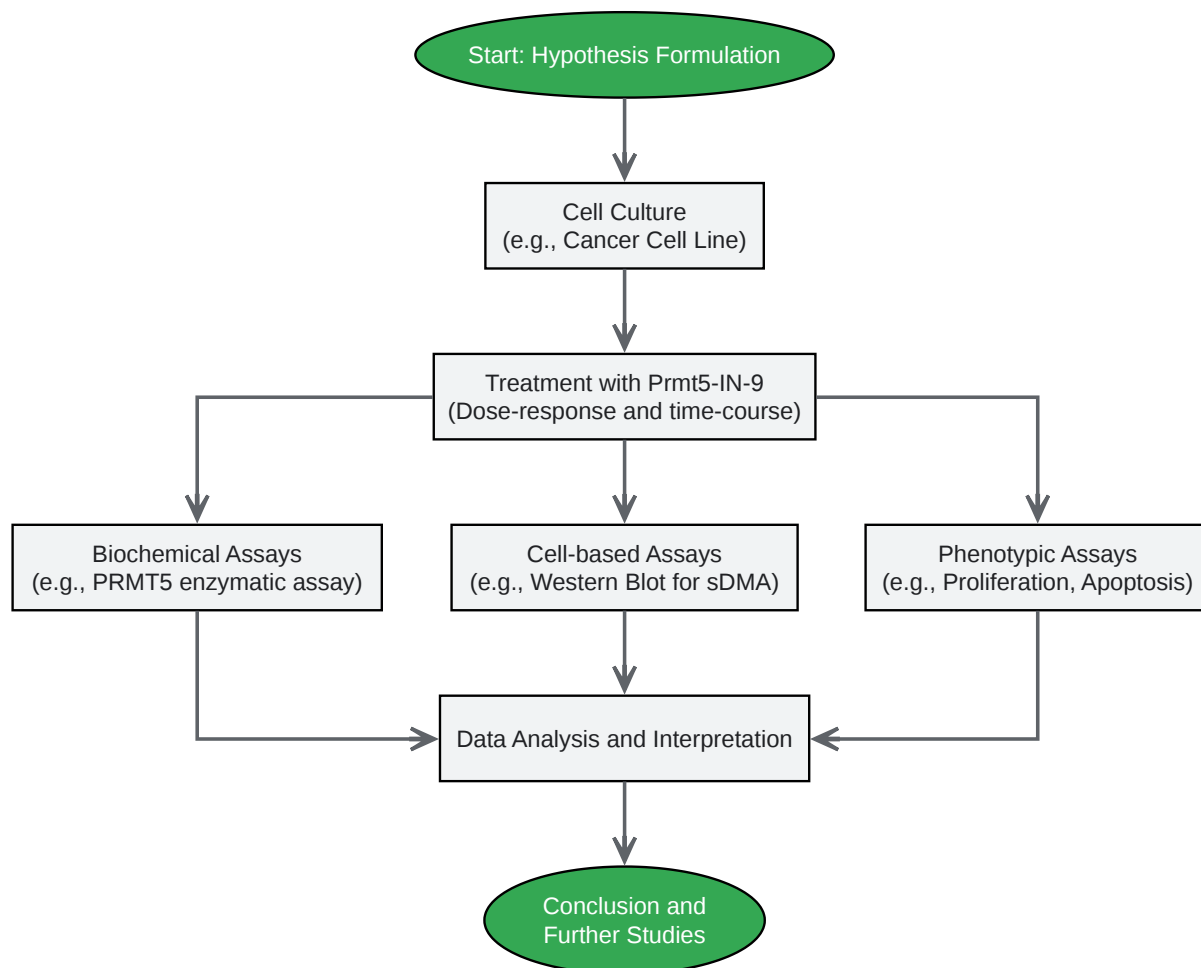 Start: Hypothesis Formulation
Cell Culture
(e.g., Cancer Cell Line)
Treatment with Prmt5-IN-9
(Dose-response and time-course)
Biochemical Assays
(e.g., PRMT5 enzymatic assay)
Cell-based Assays
(e.g., Western Blot for sDMA)
Phenotypic Assays
(e.g., Proliferation, Apoptosis)
Data Analysis and Interpretation
Conclusion and
Further Studies